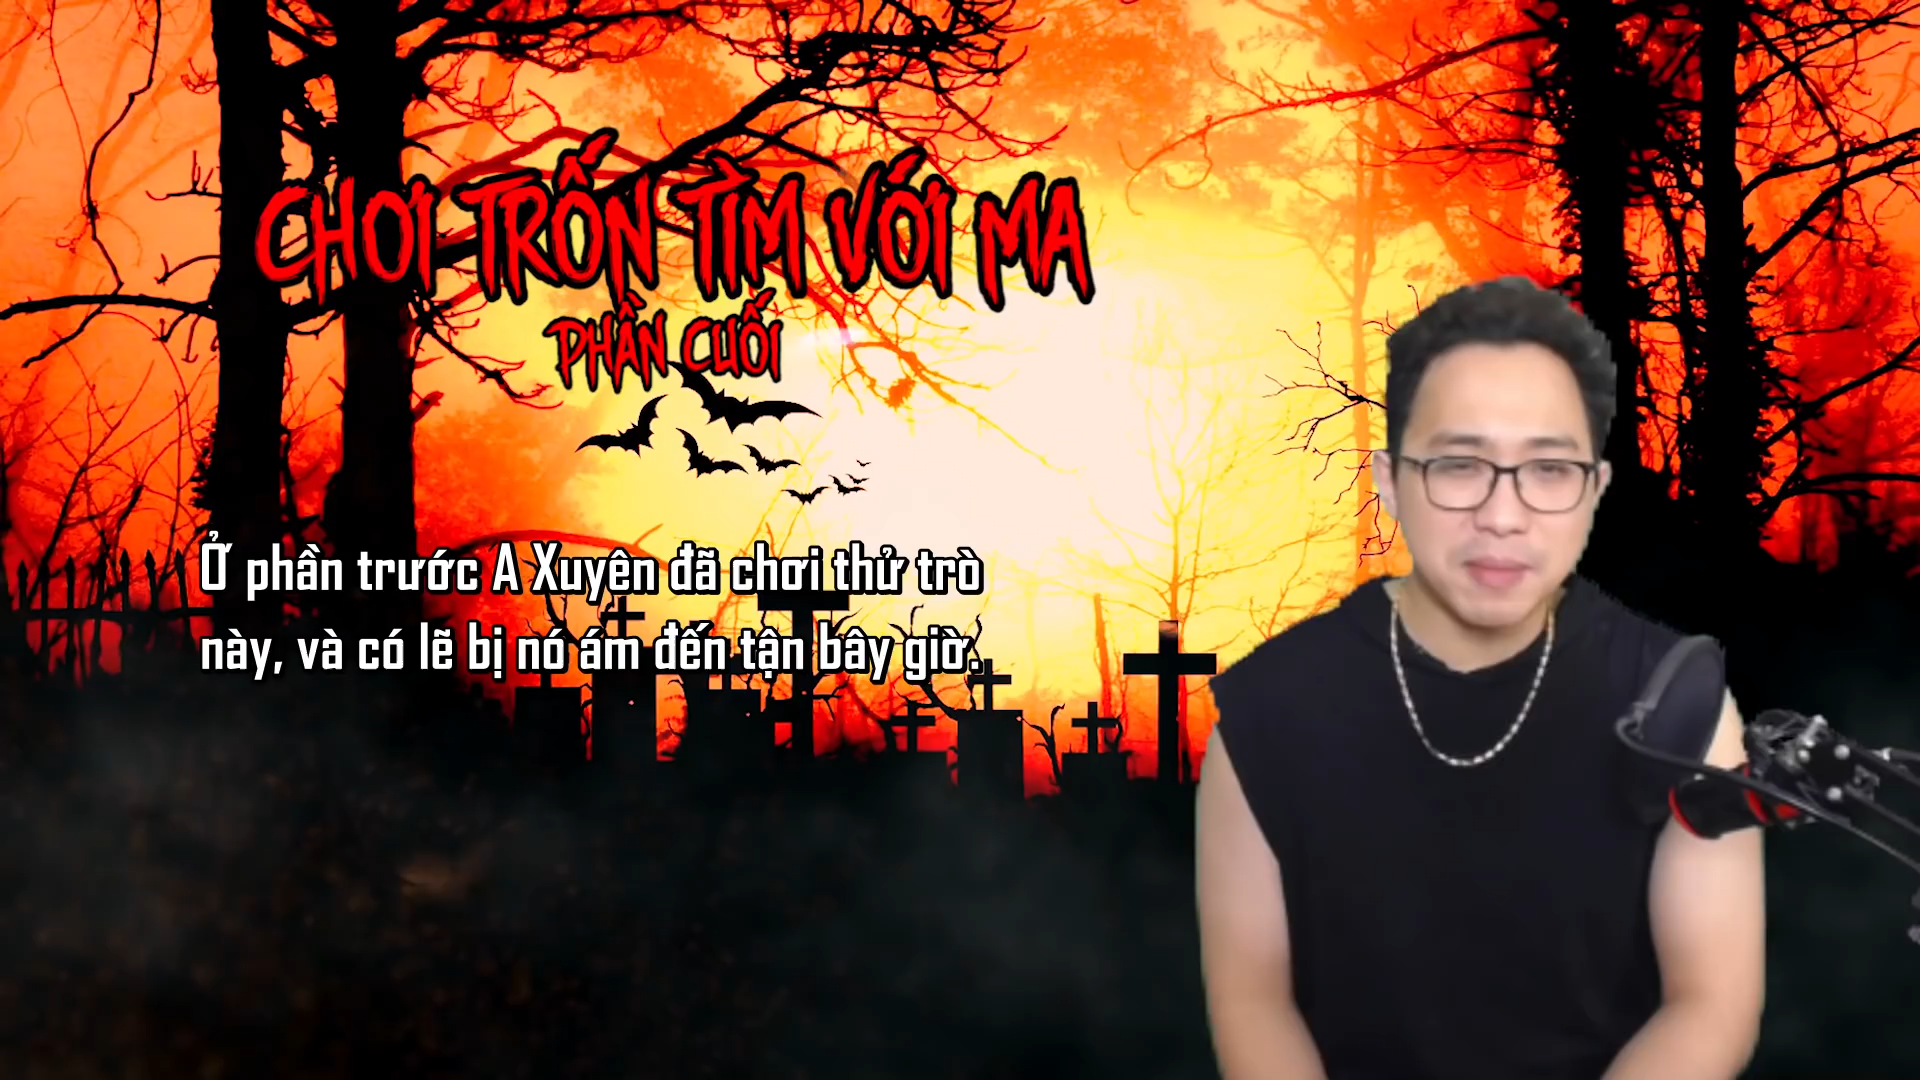 CHƠI TRỐN TÌM VỚI MA
PHẦN CUỐI
Ở phần trước A Xuyên đã chơi thử trò
này, và có lẽ bị nó ám đến tận bây giờ.